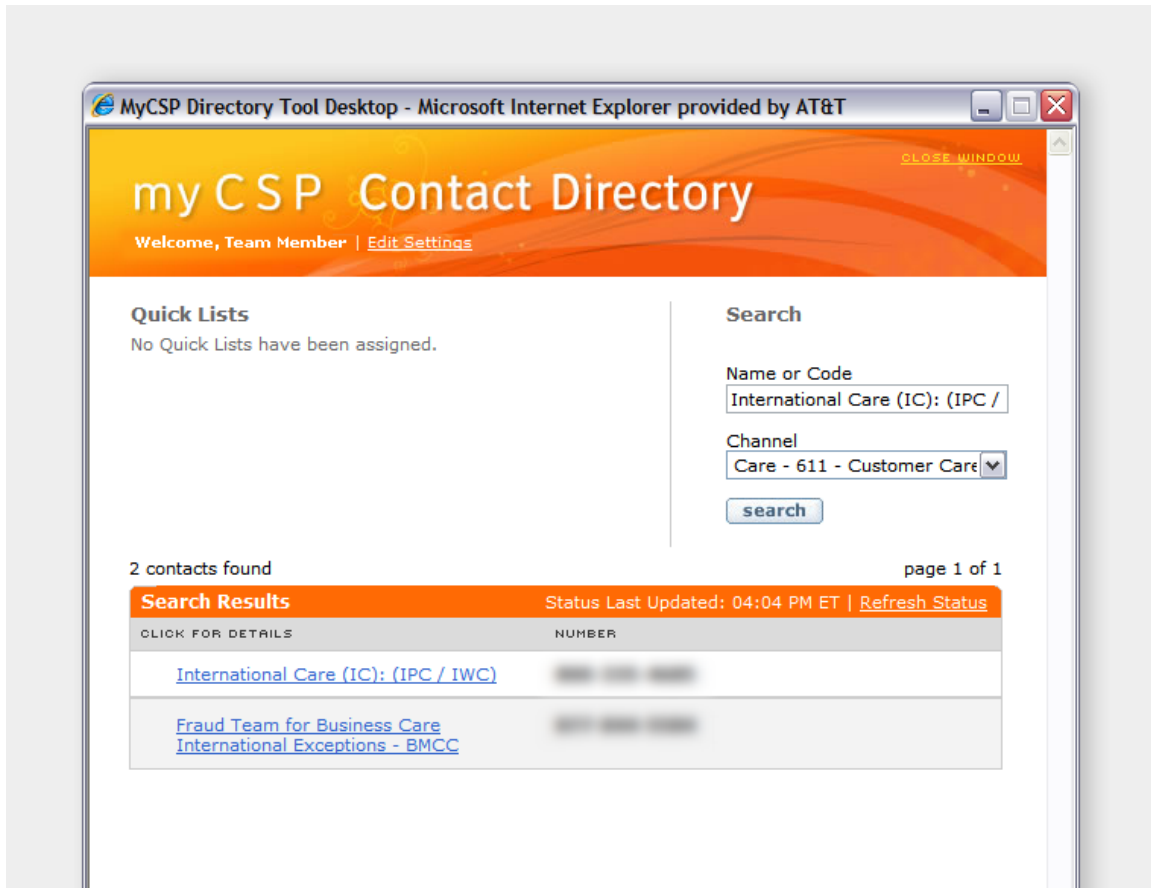 MyCSP Directory Tool Desktop - Microsoft Internet Explorer provided by AT&T
CLOSE WINDOW
my CSP Contact Directory
Welcome, Team Member | Edit Settings
Quick Lists
No Quick Lists have been assigned.
Search
Name or Code
International Care (IC): (IPC /
Channel
Care - 611 - Customer Care
search
2 contacts found
page 1 of 1
Search Results
Status Last Updated: 04:04 PM ET | Refresh Status
CLICK FOR DETAILS
NUMBER
International Care (IC): (IPC / IWC)
Fraud Team for Business Care
International Exceptions - BMCC